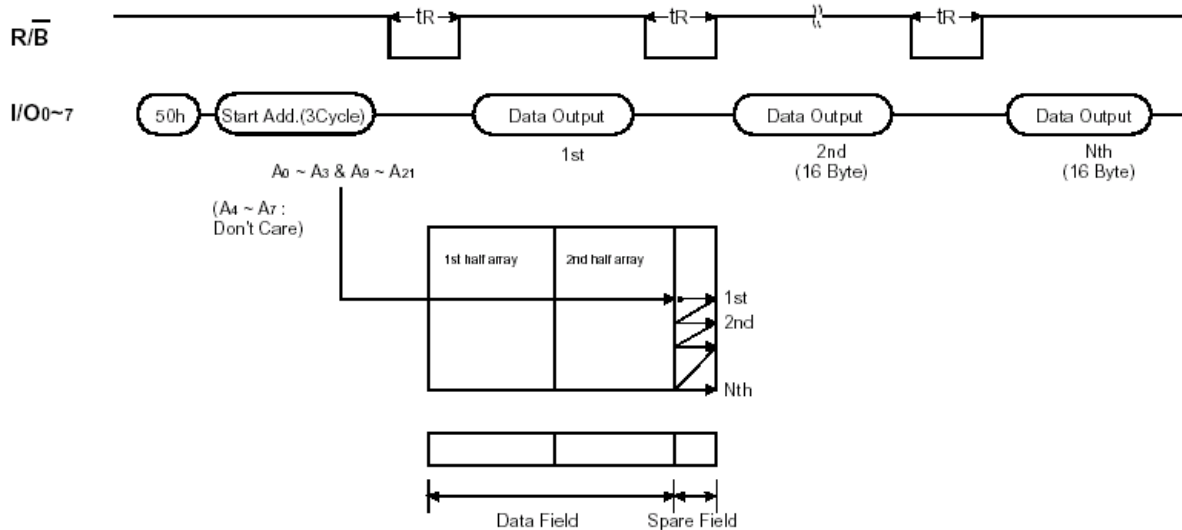 R/B
tR tR tR
I/O0~7
50h Start Add.(3Cycle) Data Output Data Output Data Output
1st 2nd Nth
(16 Byte) (16 Byte)
A0 ~ A3 & A9 ~ A21
(A4 ~ A7 :
Don't Care)
1st half array 2nd half array
1st
2nd
Nth
Data Field Spare Field